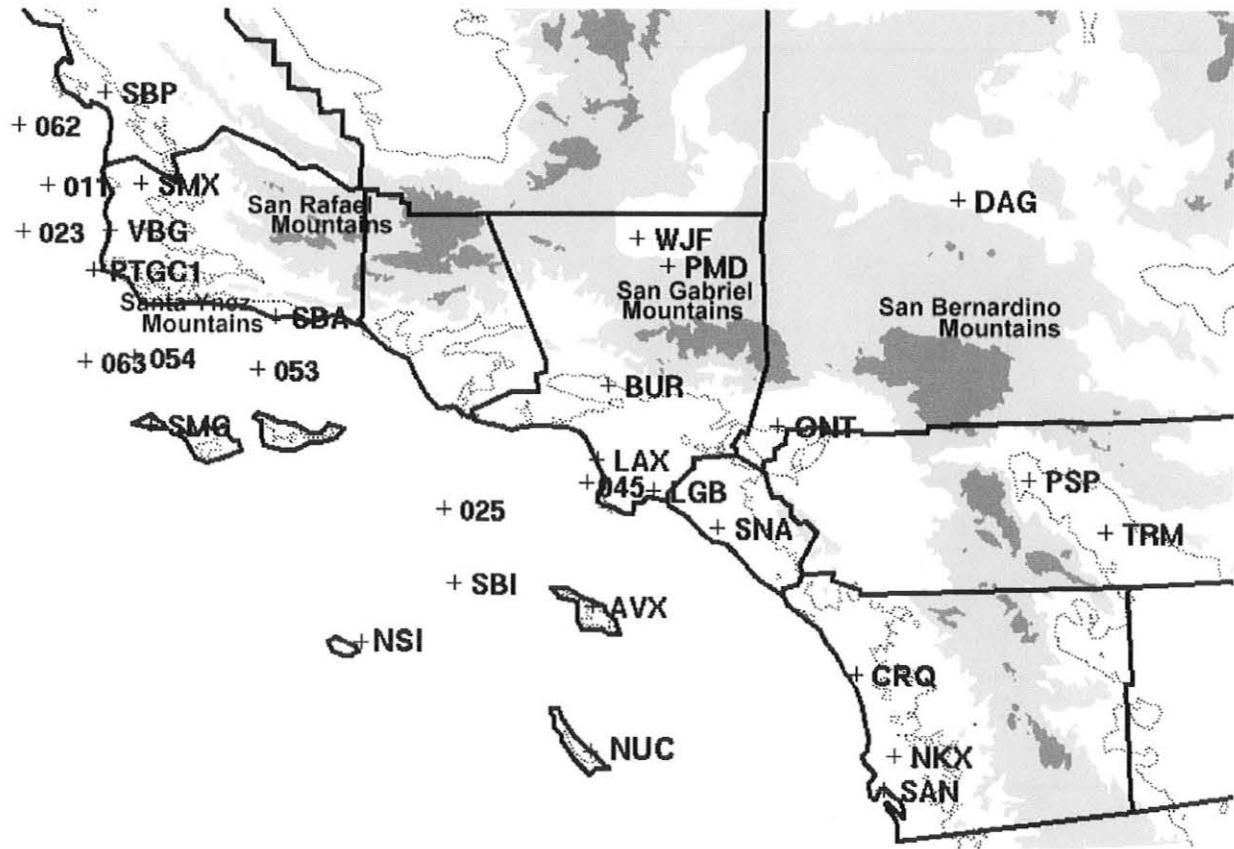 SBP
062
011
SMX
San Rafael
Mountains
DAG
023
VBG
WJF
PTGC1
PMD
San Gabriel
Mountains
Santa Ynez
Mountains
SBA
San Bernardino
Mountains
063
054
053
BUR
SMG
ONT
LAX
045
LGB
PSP
025
SNA
TRM
SBI
AVX
NSI
CRQ
NUC
NKX
SAN